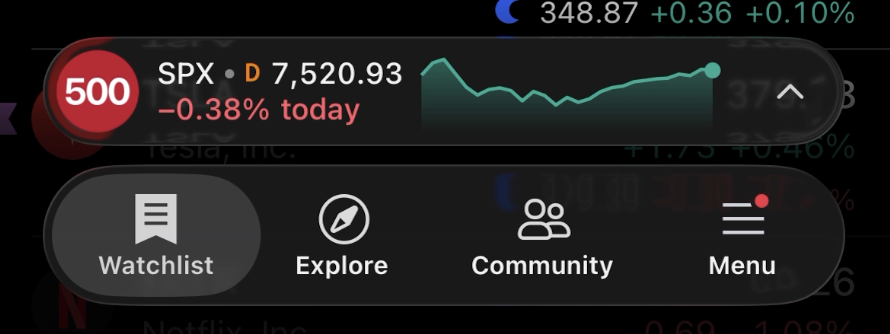 348.87 +0.36 +0.10%
500
SPX • D 7,520.93
−0.38% today
Tesla, Inc.
+1.73 +0.46%
Watchlist
Explore
Community
Menu
Netflix, Inc.